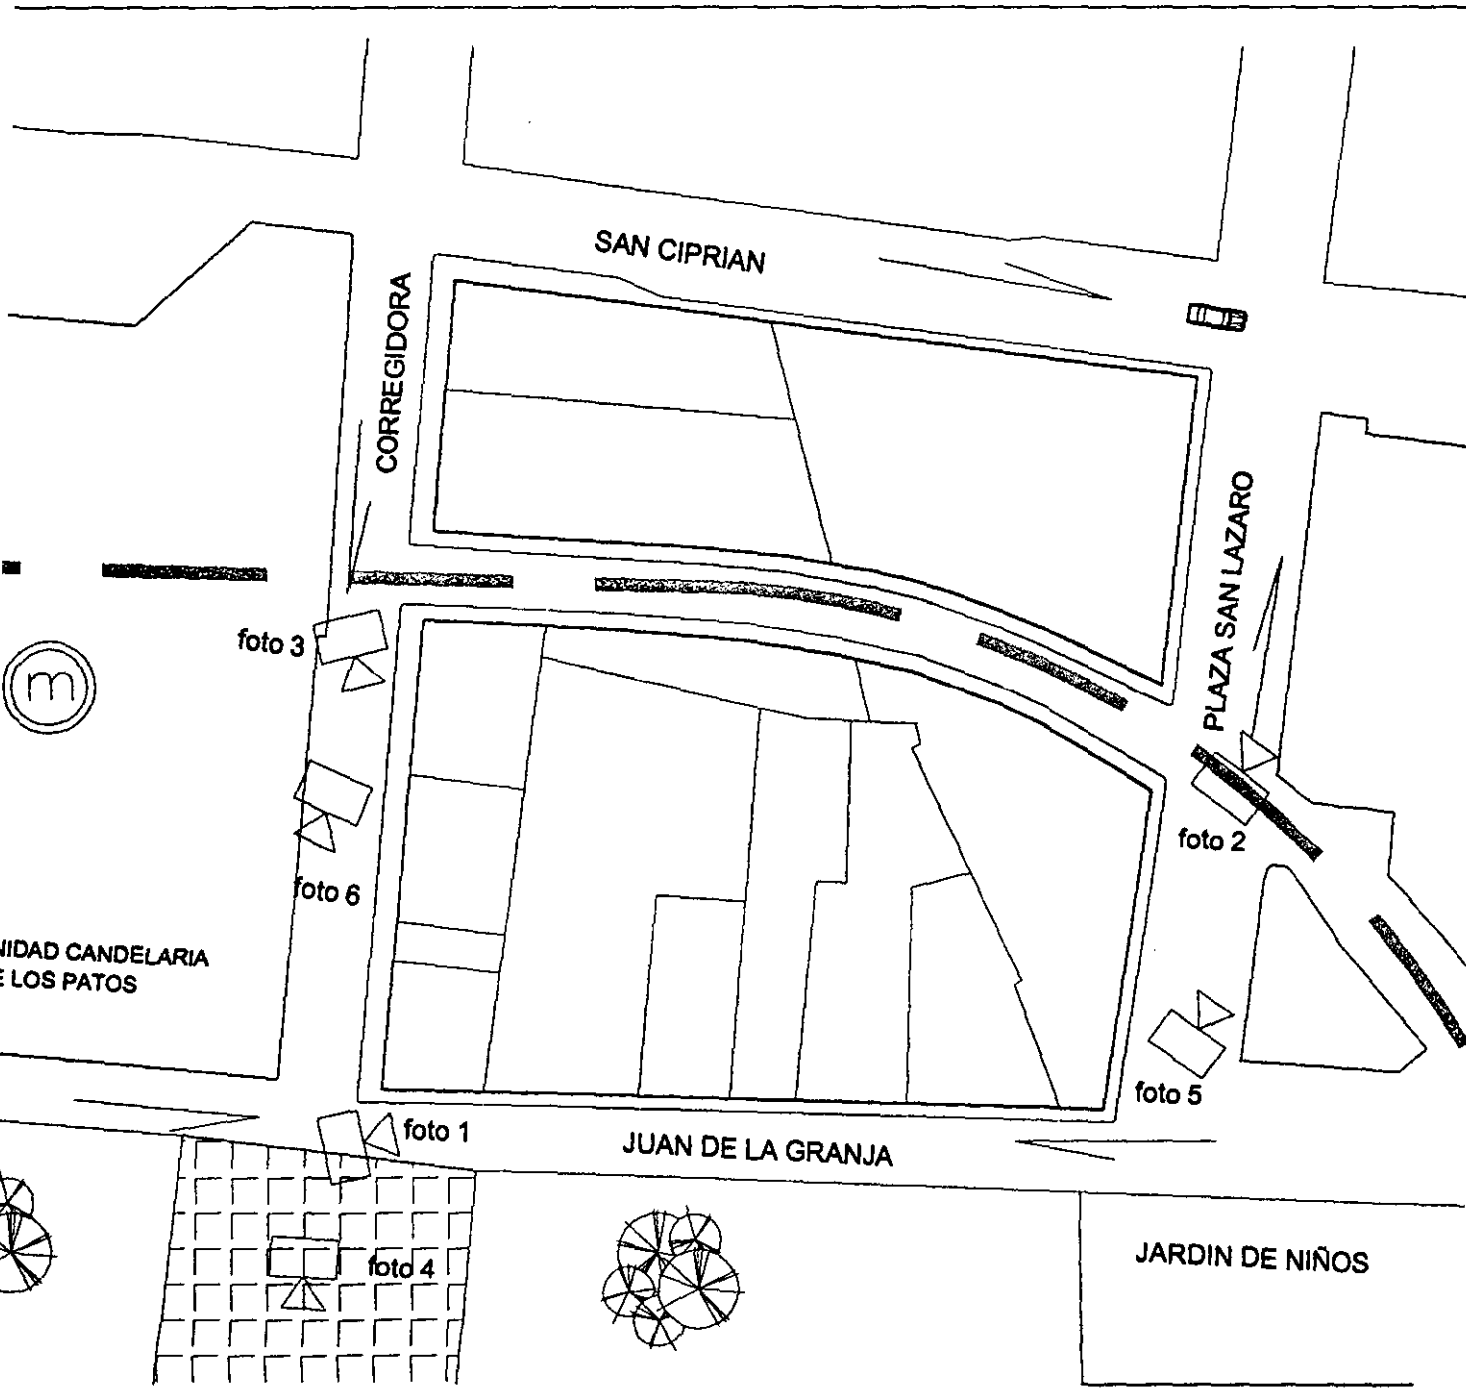 SAN CIPRIAN
CORREGIDORA
PLAZA SAN LAZARO
foto 3
m
foto 2
foto 6
NIDAD CANDELARIA
E LOS PATOS
foto 5
foto 1
JUAN DE LA GRANJA
foto 4
JARDIN DE NIÑOS